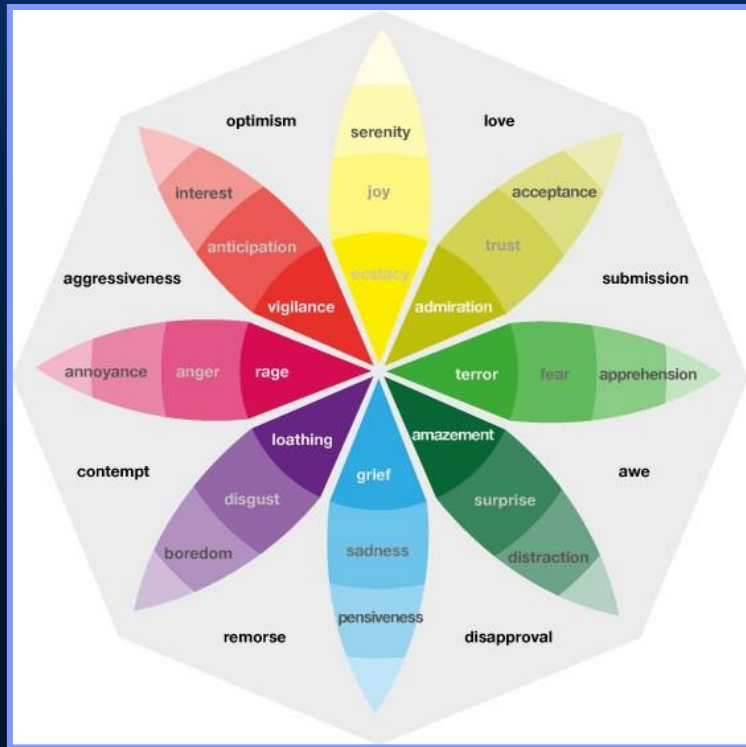 optimism
love
serenity
interest
acceptance
joy
anticipation
trust
aggressiveness
ecstacy
submission
vigilance
admiration
annoyance
anger
rage
terror
fear
apprehension
loathing
amazement
contempt
grief
awe
disgust
surprise
boredom
sadness
distraction
pensiveness
remorse
disapproval